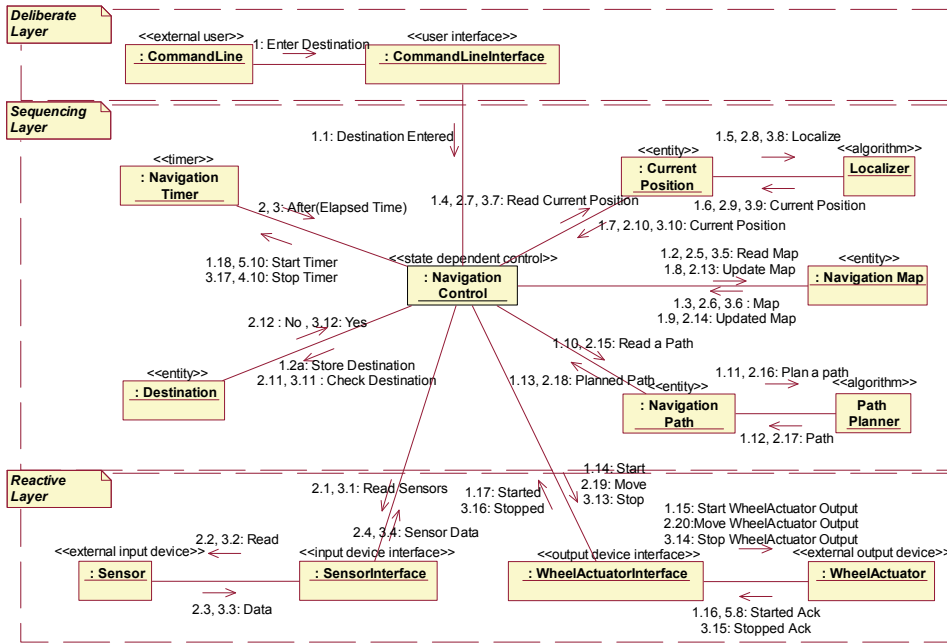 Deliberate
Layer
<<external user>>
: CommandLine
1: Enter Destination
<<user interface>>
: CommandLineInterface
Sequencing
Layer
1.1: Destination Entered
<<timer>>
: Navigation
Timer
2, 3: After(Elapsed Time)
1.18, 5.10: Start Timer
3.17, 4.10: Stop Timer
<<entity>>
: Current
Position
1.5, 2.8, 3.8: Localize
<<algorithm>>
Localizer
1.6, 2.9, 3.9: Current Position
1.4, 2.7, 3.7: Read Current Position
1.7, 2.10, 3.10: Current Position
<<state dependent control>>
: Navigation
Control
1.2, 2.5, 3.5: Read Map
1.8, 2.13: Update Map
<<entity>>
: Navigation Map
1.3, 2.6, 3.6 : Map
1.9, 2.14: Updated Map
2.12 : No , 3.12: Yes
1.2a: Store Destination
2.11, 3.11 : Check Destination
<<entity>>
: Destination
1.10, 2.15: Read a Path
1.13, 2.18: Planned Path
<<entity>>
: Navigation
Path
1.11, 2.16: Plan a path
<<algorithm>>
Path
Planner
1.12, 2.17: Path
Reactive
Layer
2.1, 3.1: Read Sensors
2.4, 3.4: Sensor Data
1.17: Started
3.16: Stopped
1.14: Start
2.19: Move
3.13: Stop
2.2, 3.2: Read
<<external input device>>
: Sensor
2.3, 3.3: Data
<<input device interface>>
: SensorInterface
<<output device interface>>
: WheelActuatorInterface
1.15: Start WheelActuator Output
2.20:Move WheelActuator Output
3.14: Stop WheelActuator Output
<<external output device>>
: WheelActuator
1.16, 5.8: Started Ack
3.15: Stopped Ack